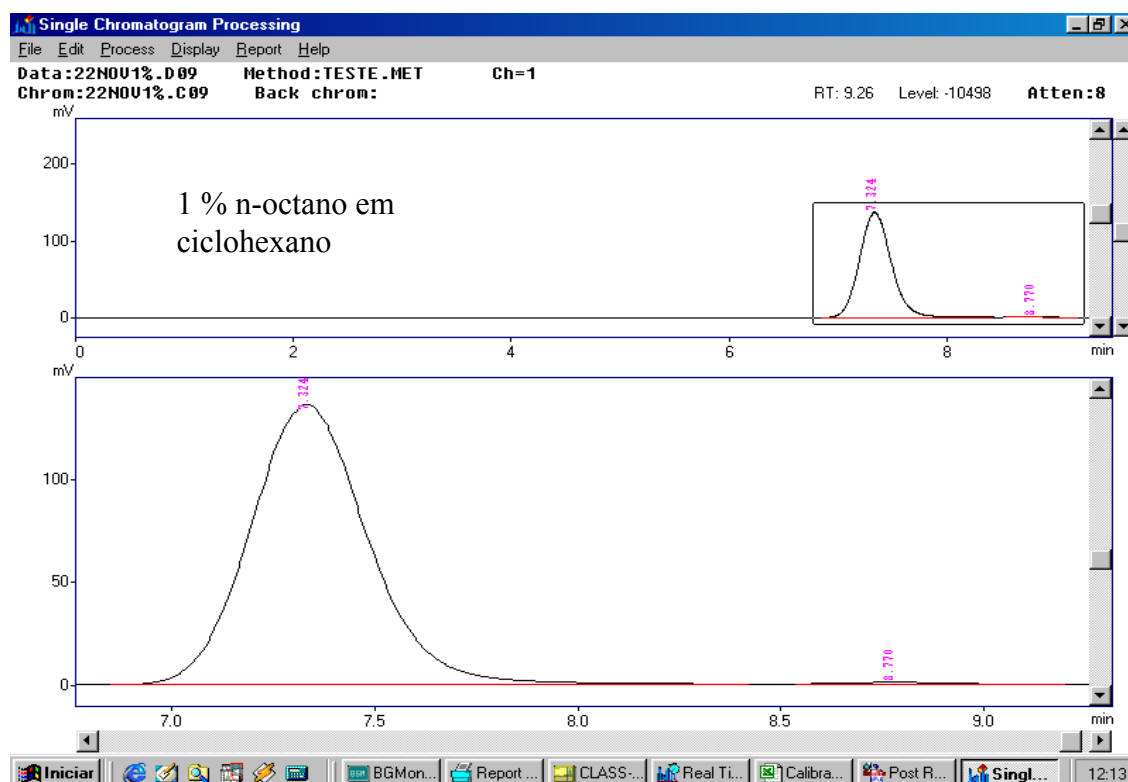 Single Chromatogram Processing
File Edit Process Display Report Help
Data:22NOV1%.D09 Method:TESTE.MET Ch=1
Chrom:22NOV1%.C09 Back chrom: RT: 9.26 Level: -10498 Atten:8
mV
200
100
0
1 % n-octano em
ciclohexano
7.324
8.770
0 2 4 6 8 min
mV
100
50
0
7.324
8.770
7.0 7.5 8.0 8.5 9.0 min
Iniciar BGMon... Report ... CLASS-... Real Ti... Calibra... Post R... Singl... 12:13